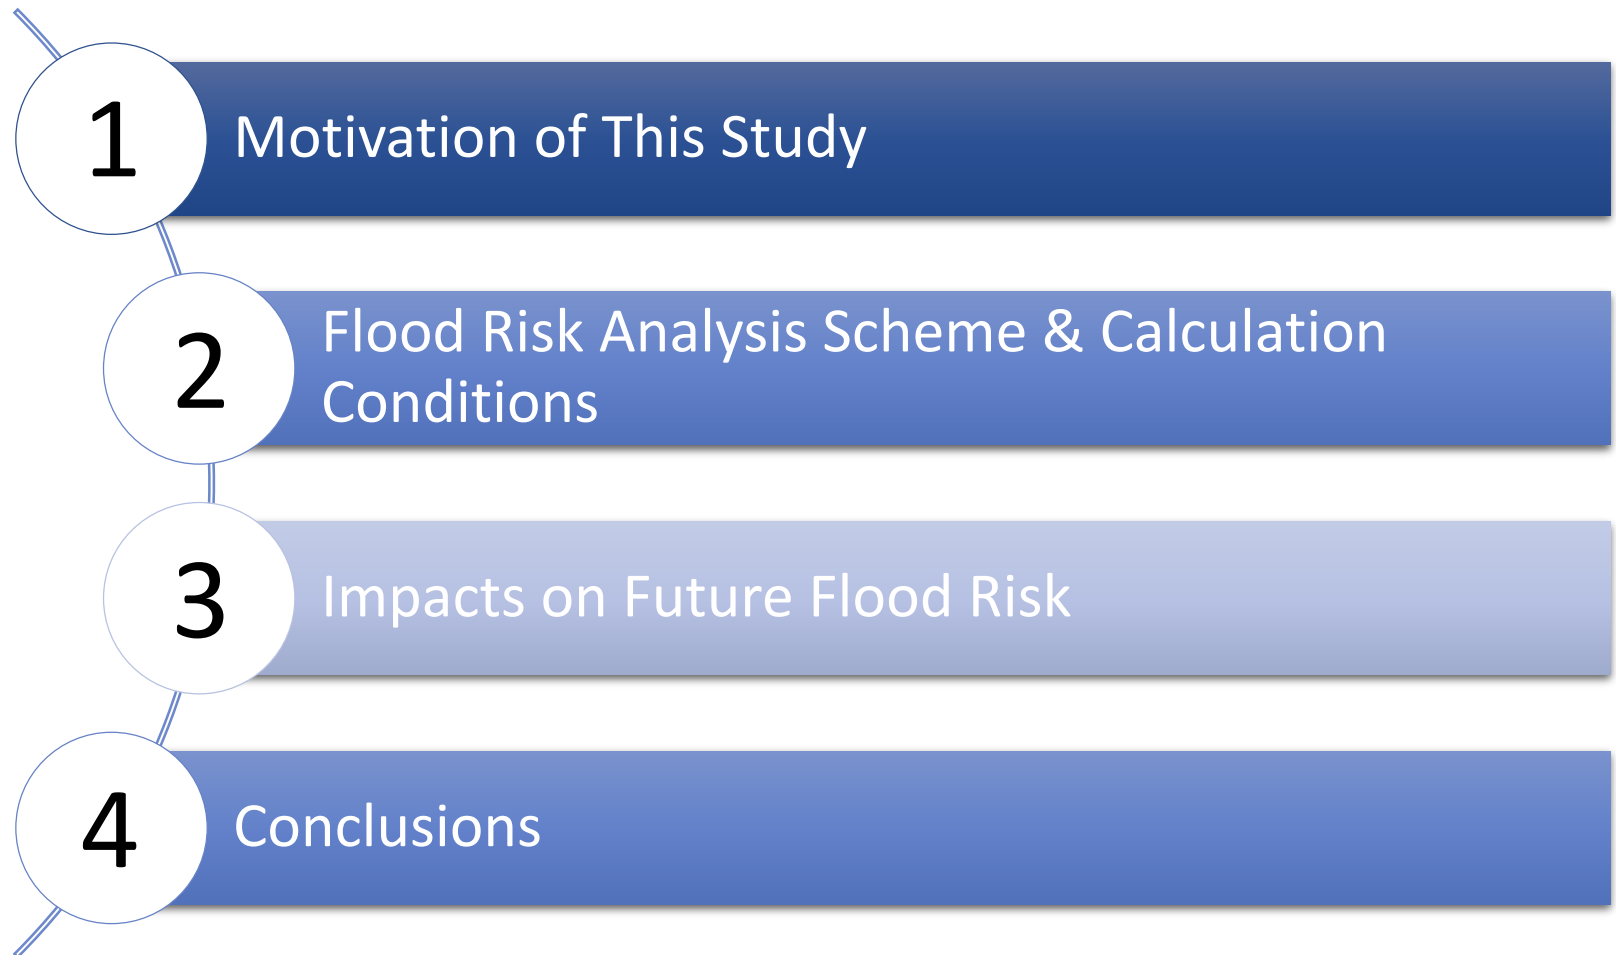 1
Motivation of This Study
2
Flood Risk Analysis Scheme & Calculation
Conditions
3
Impacts on Future Flood Risk
4
Conclusions